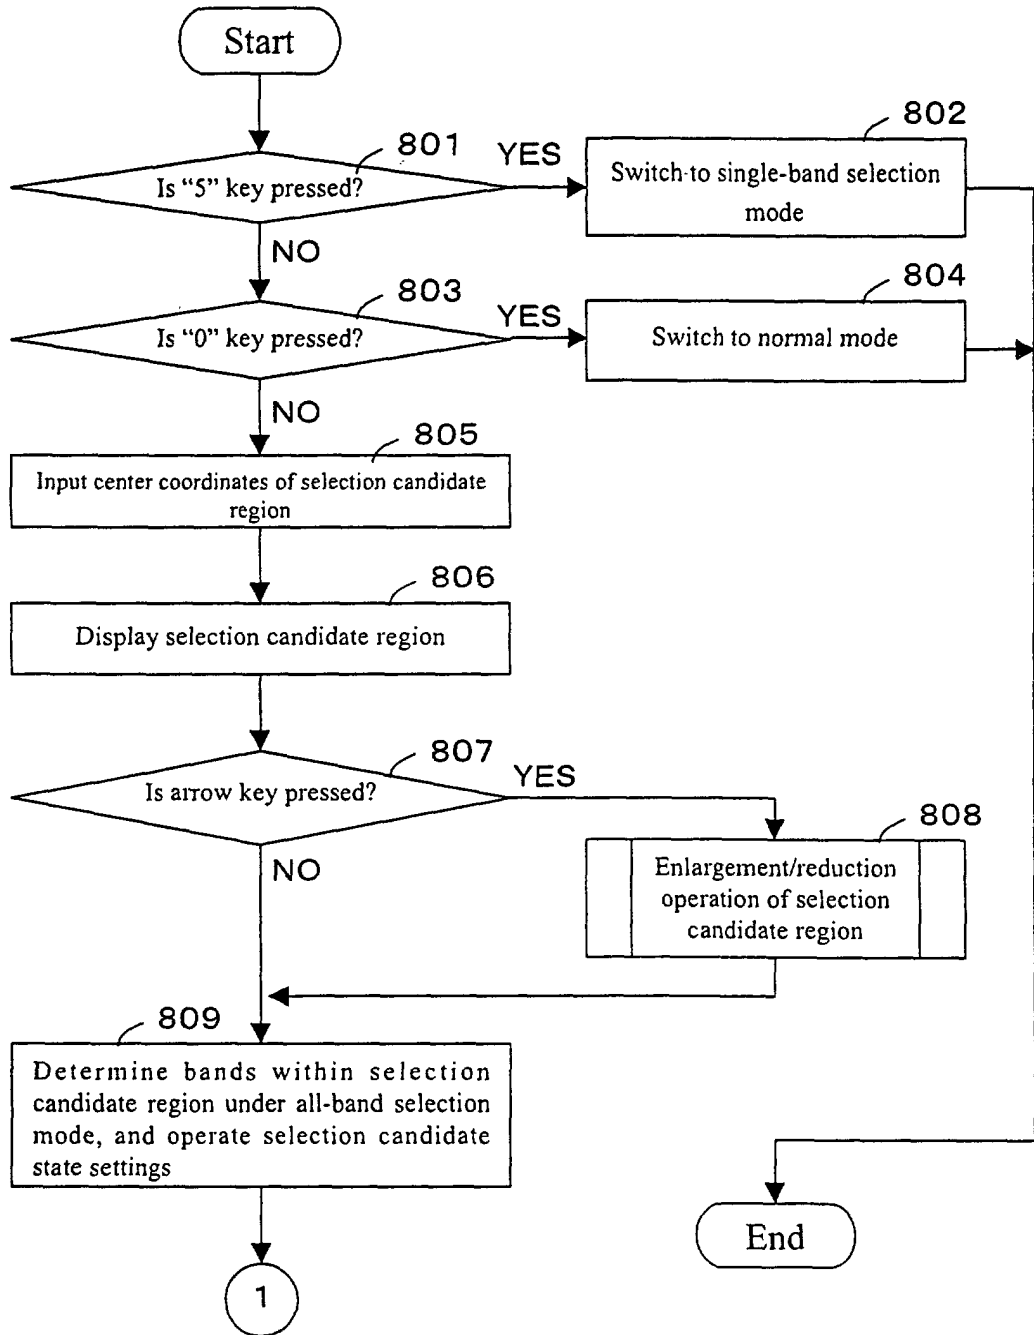 Start
801
Is “5” key pressed?
YES
802
Switch to single-band selection
mode
NO
803
Is “0” key pressed?
YES
804
Switch to normal mode
NO
805
Input center coordinates of selection candidate
region
806
Display selection candidate region
807
Is arrow key pressed?
YES
808
Enlargement/reduction
operation of selection
candidate region
NO
809
Determine bands within selection
candidate region under all-band selection
mode, and operate selection candidate
state settings
End
1